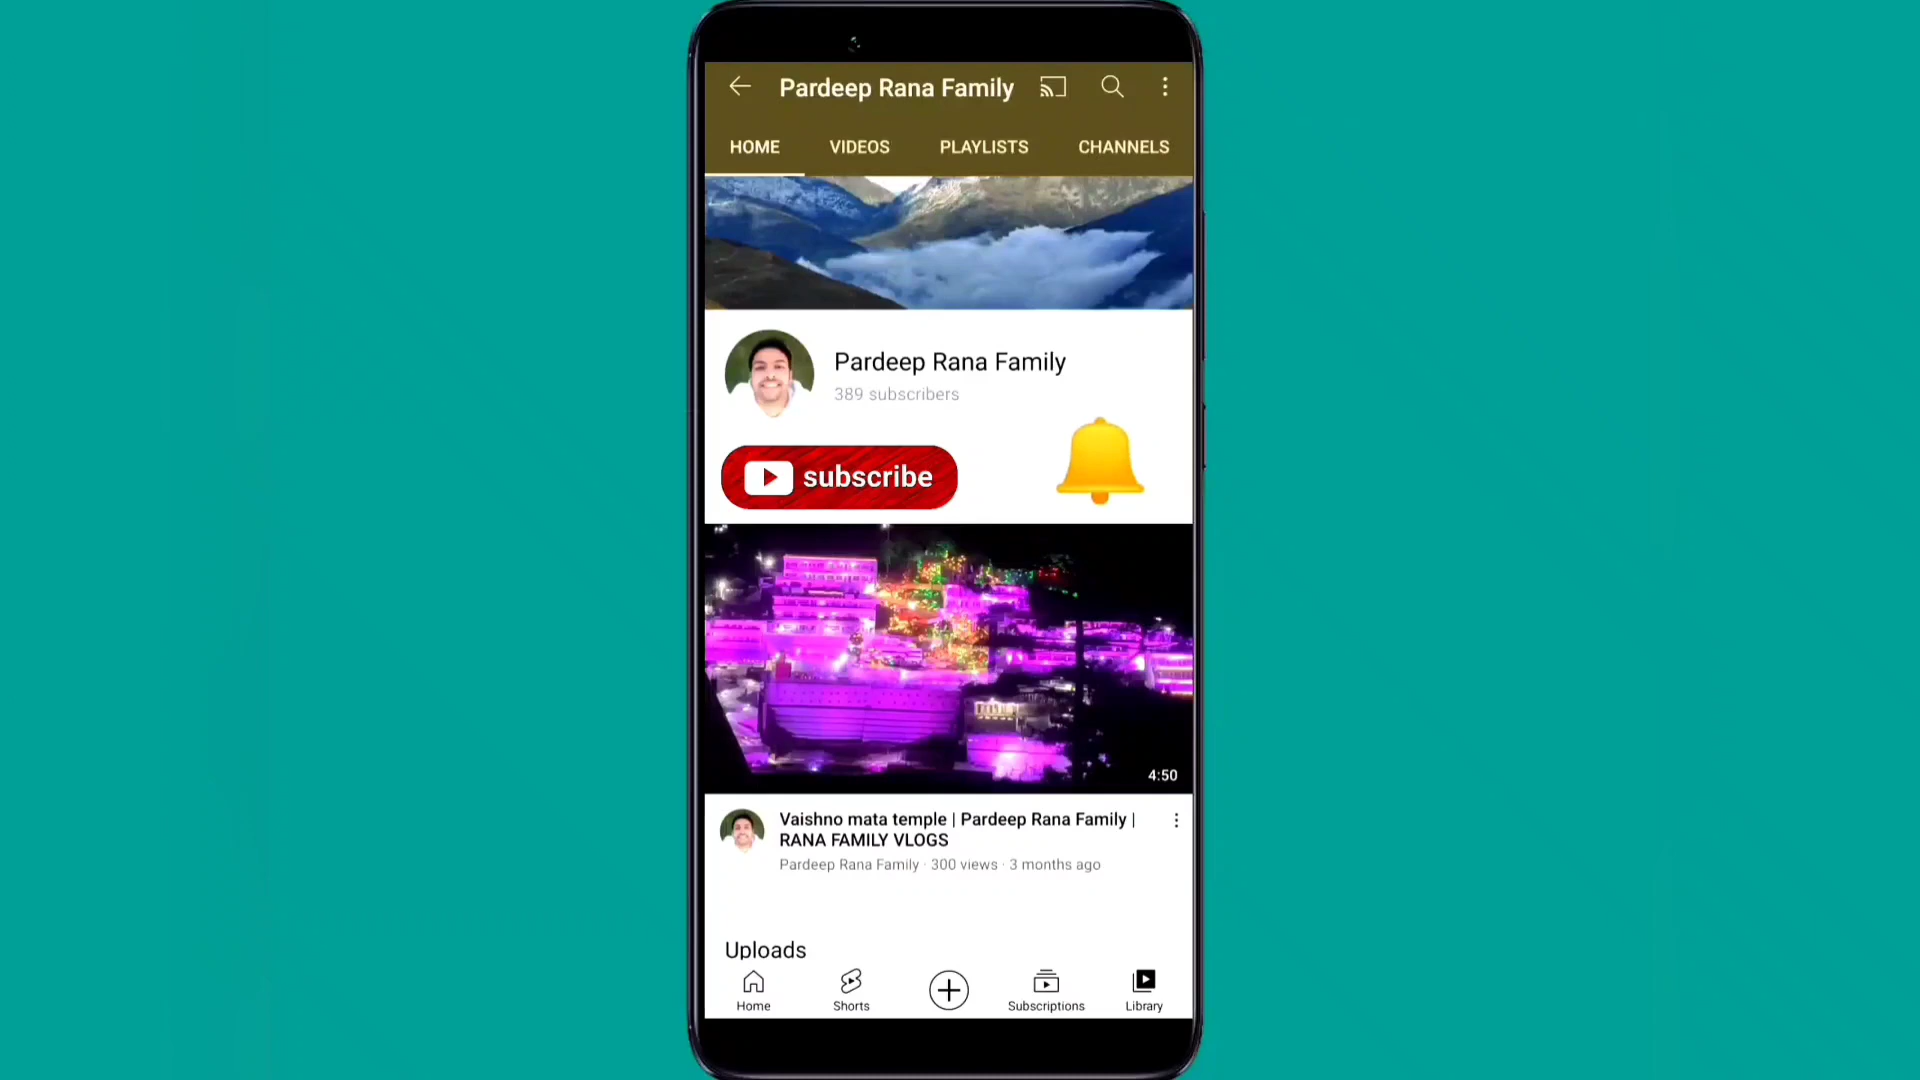 Pardeep Rana Family
HOME VIDEOS PLAYLISTS CHANNELS
Pardeep Rana Family
389 subscribers
subscribe
4:50
Vaishno mata temple | Pardeep Rana Family |
RANA FAMILY VLOGS
Pardeep Rana Family · 300 views · 3 months ago
Uploads
Home Shorts Subscriptions Library